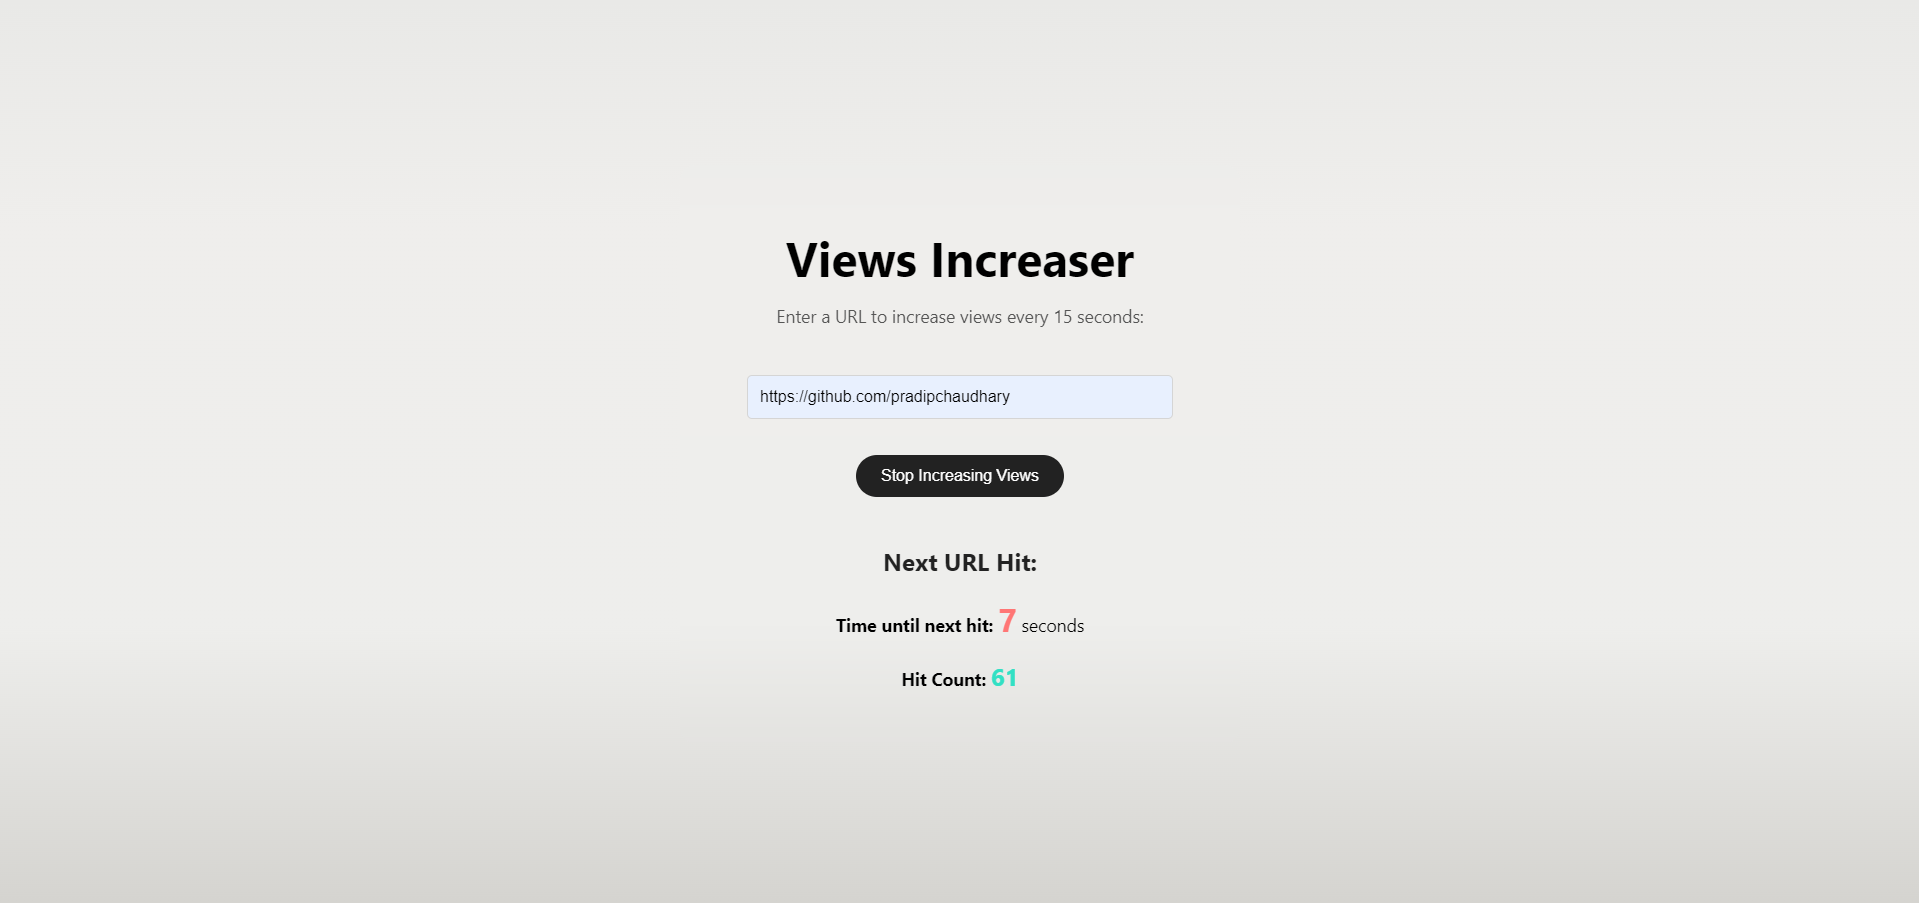 Views Increaser
Enter a URL to increase views every 15 seconds:
https://github.com/pradipchaudhary
Stop Increasing Views
Next URL Hit:
Time until next hit: 7 seconds
Hit Count: 61